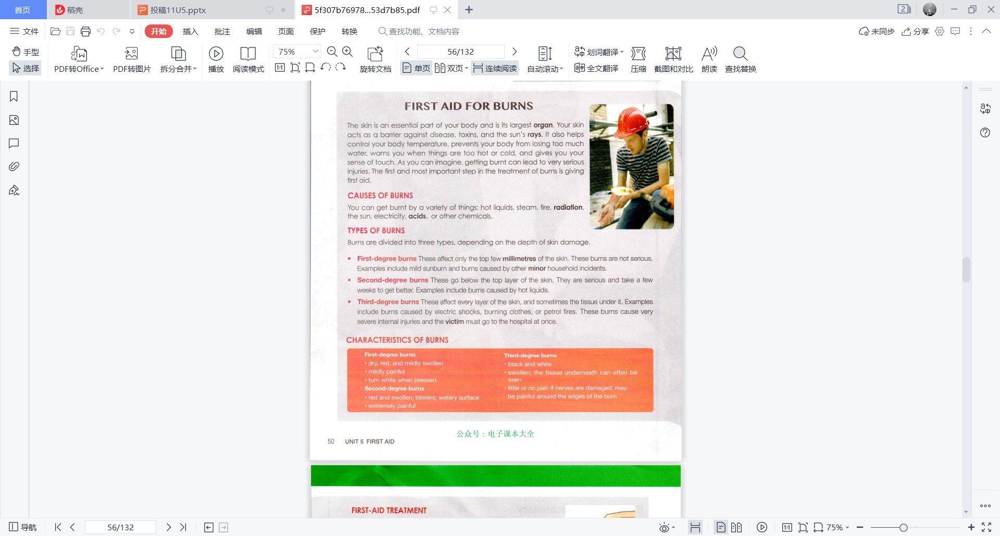 首页
稻壳
投稿11U5.pptx
5f307b76978...53d7b85.pdf
2
文件
开始
插入
批注
编辑
页面
保护
转换
查找功能、文档内容
未同步
分享
手型
选择
PDF转Office
PDF转图片
拆分合并
播放
阅读模式
75%
1:1
旋转文档
56/132
单页
双页
连续阅读
自动滚动
划词翻译
全文翻译
压缩
截图和对比
朗读
查找替换
FIRST AID FOR BURNS
The skin is an essential part of your body and is its largest organ. Your skin
acts as a barrier against disease, toxins, and the sun's rays. It also helps
control your body temperature, prevents your body from losing too much
water, warns you when things are too hot or cold, and gives you your
sense of touch. As you can imagine, getting burnt can lead to very serious
injuries. The first and most important step in the treatment of burns is giving
first aid.
CAUSES OF BURNS
You can get burnt by a variety of things: hot liquids, steam, fire, radiation,
the sun, electricity, acids, or other chemicals.
TYPES OF BURNS
Burns are divided into three types, depending on the depth of skin damage.
• First-degree burns These affect only the top few millimetres of the skin. These burns are not serious.
Examples include mild sunburn and burns caused by other minor household incidents.
• Second-degree burns These go below the top layer of the skin. They are serious and take a few
weeks to get better. Examples include burns caused by hot liquids.
• Third-degree burns These affect every layer of the skin, and sometimes the tissue under it. Examples
include burns caused by electric shocks, burning clothes, or petrol fires. These burns cause very
severe internal injuries and the victim must go to the hospital at once.
CHARACTERISTICS OF BURNS
First-degree burns
• dry, red, and mildly swollen
• mildly painful
• turn white when pressed
Second-degree burns
• red and swollen; blisters; watery surface
• extremely painful
Third-degree burns
• black and white
• swollen; the tissue underneath can often be
seen
• little or no pain if nerves are damaged; may
be painful around the edges of the burn
公众号：电子课本大全
50 UNIT 5 FIRST AID
FIRST-AID TREATMENT
导航
56/132
1:1
75%